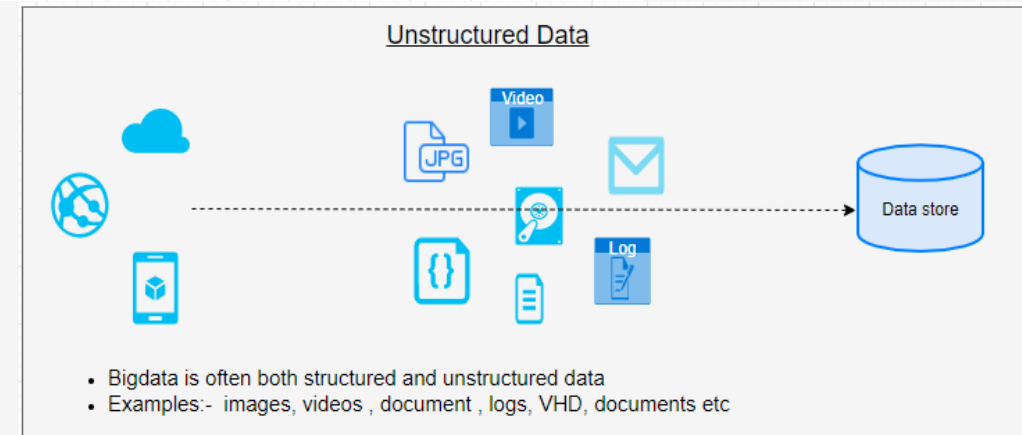 Unstructured Data
Video
JPG
Data store
{}
Log
Bigdata is often both structured and unstructured data
Examples:- images, videos , document , logs, VHD, documents etc